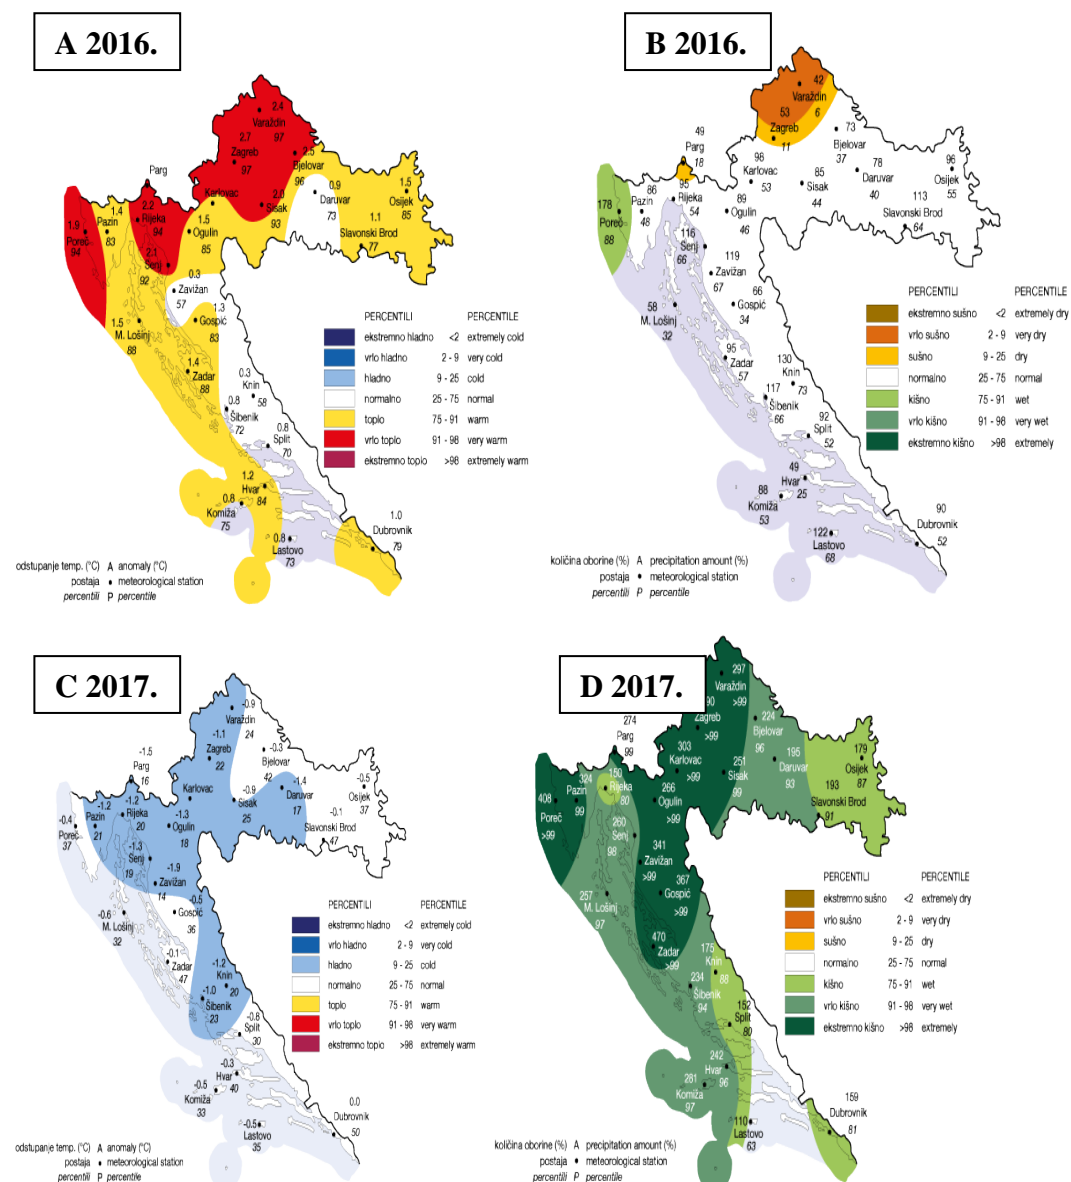 A 2016.
2.4
Varaždin
97
2.7
Zagreb
97
2.5
Bjelovar
96
Parg
Karlovac
2.0
Sisak
93
0.9
Daruvar
73
1.5
Osijek
85
1.9
Poreč
94
1.4
Pazin
83
2.2
Rijeka
94
1.5
Ogulin
85
1.1
Slavonski Brod
77
2.1
Senj
92
0.3
Zavižan
57
1.3
Gospić
83
1.5
M. Lošinj
88
1.4
Zadar
88
0.3
Knin
58
0.8
Šibenik
72
0.8
Split
70
1.2
Hvar
84
0.8
Komiža
75
0.8
Lastovo
73
1.0
Dubrovnik
79
PERCENTILI PERCENTILE
ekstremno hladno <2 extremely cold
vrlo hladno 2 - 9 very cold
hladno 9 - 25 cold
normalno 25 - 75 normal
toplo 75 - 91 warm
vrlo toplo 91 - 98 very warm
ekstremno toplo >98 extremely warm
odstupanje temp. (°C) A anomaly (°C)
postaja • meteorological station
percentili P percentile
B 2016.
42
Varaždin
6
53
Zagreb
11
49
Parg
18
73
Bjelovar
37
98
Karlovac
53
85
Sisak
44
78
Daruvar
40
96
Osijek
55
178
Poreč
88
86
Pazin
48
95
Rijeka
54
89
Ogulin
46
113
Slavonski Brod
64
116
Senj
66
119
Zavižan
67
66
Gospić
34
58
M. Lošinj
32
95
Zadar
57
130
Knin
73
117
Šibenik
66
92
Split
52
49
Hvar
25
88
Komiža
53
122
Lastovo
68
90
Dubrovnik
52
PERCENTILI PERCENTILE
ekstremno sušno <2 extremely dry
vrlo sušno 2 - 9 very dry
sušno 9 - 25 dry
normalno 25 - 75 normal
kišno 75 - 91 wet
vrlo kišno 91 - 98 very wet
ekstremno kišno >98 extremely
količina oborine (%) A precipitation amount (%)
postaja • meteorological station
percentili P percentile
C 2017.
-0.9
Varaždin
24
-1.1
Zagreb
22
-0.3
Bjelovar
42
-1.5
Parg
16
Karlovac
-0.9
Sisak
25
-1.4
Daruvar
17
-0.5
Osijek
37
-0.4
Poreč
37
-1.2
Pazin
21
-1.2
Rijeka
20
-1.3
Ogulin
18
-0.1
Slavonski Brod
47
-1.3
Senj
19
-1.9
Zavižan
14
-0.5
Gospić
36
-0.6
M. Lošinj
32
-0.1
Zadar
47
-1.2
Knin
20
-1.0
Šibenik
23
-0.8
Split
30
-0.3
Hvar
40
-0.5
Komiža
33
-0.5
Lastovo
35
0.0
Dubrovnik
50
PERCENTILI PERCENTILE
ekstremno hladno <2 extremely cold
vrlo hladno 2 - 9 very cold
hladno 9 - 25 cold
normalno 25 - 75 normal
toplo 75 - 91 warm
vrlo toplo 91 - 98 very warm
ekstremno toplo >98 extremely warm
odstupanje temp. (°C) A anomaly (°C)
postaja • meteorological station
percentili P percentile
D 2017.
297
Varaždin
>99
90
Zagreb
>99
274
Parg
99
224
Bjelovar
96
303
Karlovac
>99
251
Sisak
99
195
Daruvar
93
179
Osijek
87
408
Poreč
>99
324
Pazin
99
150
Rijeka
80
266
Ogulin
>99
193
Slavonski Brod
91
260
Senj
98
341
Zavižan
>99
367
Gospić
>99
257
M. Lošinj
97
470
Zadar
>99
175
Knin
88
234
Šibenik
94
152
Split
80
242
Hvar
96
281
Komiža
97
110
Lastovo
63
159
Dubrovnik
81
PERCENTILI PERCENTILE
ekstremno sušno <2 extremely dry
vrlo sušno 2 - 9 very dry
sušno 9 - 25 dry
normalno 25 - 75 normal
kišno 75 - 91 wet
vrlo kišno 91 - 98 very wet
ekstremno kišno >98 extremely
količina oborine (%) A precipitation amount (%)
postaja • meteorological station
percentili P percentile